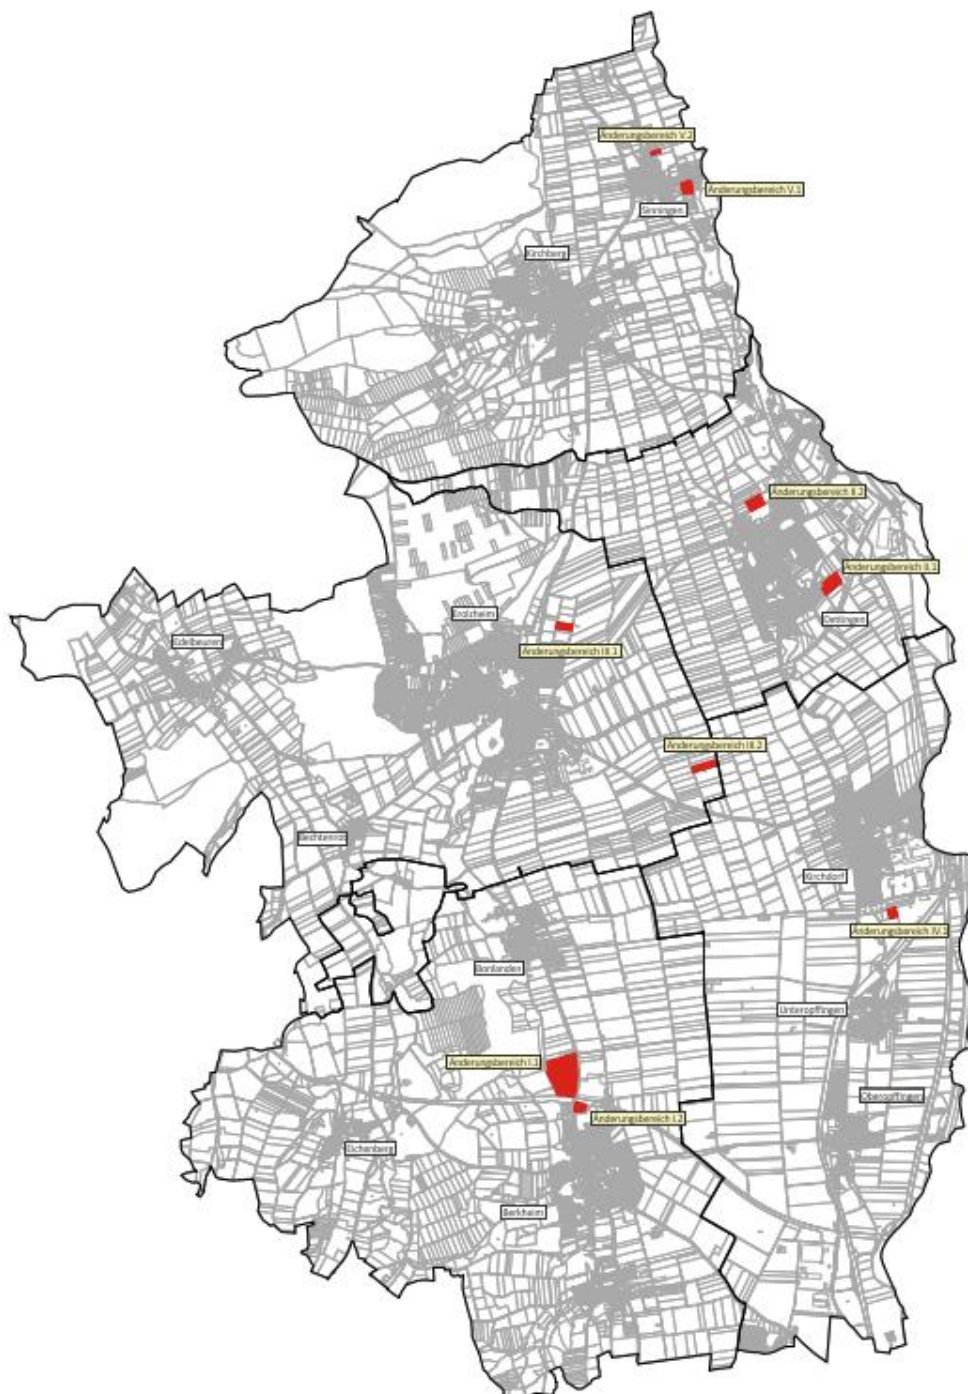 Änderungsbereich V.2
Änderungsbereich V.1
Sinningen
Kirchberg
Änderungsbereich II.2
Änderungsbereich II.1
Dettingen
Erolzheim
Edelbeuren
Änderungsbereich III.1
Änderungsbereich III.2
Bechtenrot
Kirchdorf
Änderungsbereich IV.1
Bonlanden
Unteropfingen
Änderungsbereich I.1
Oberopfingen
Änderungsbereich I.2
Eichenberg
Berkheim